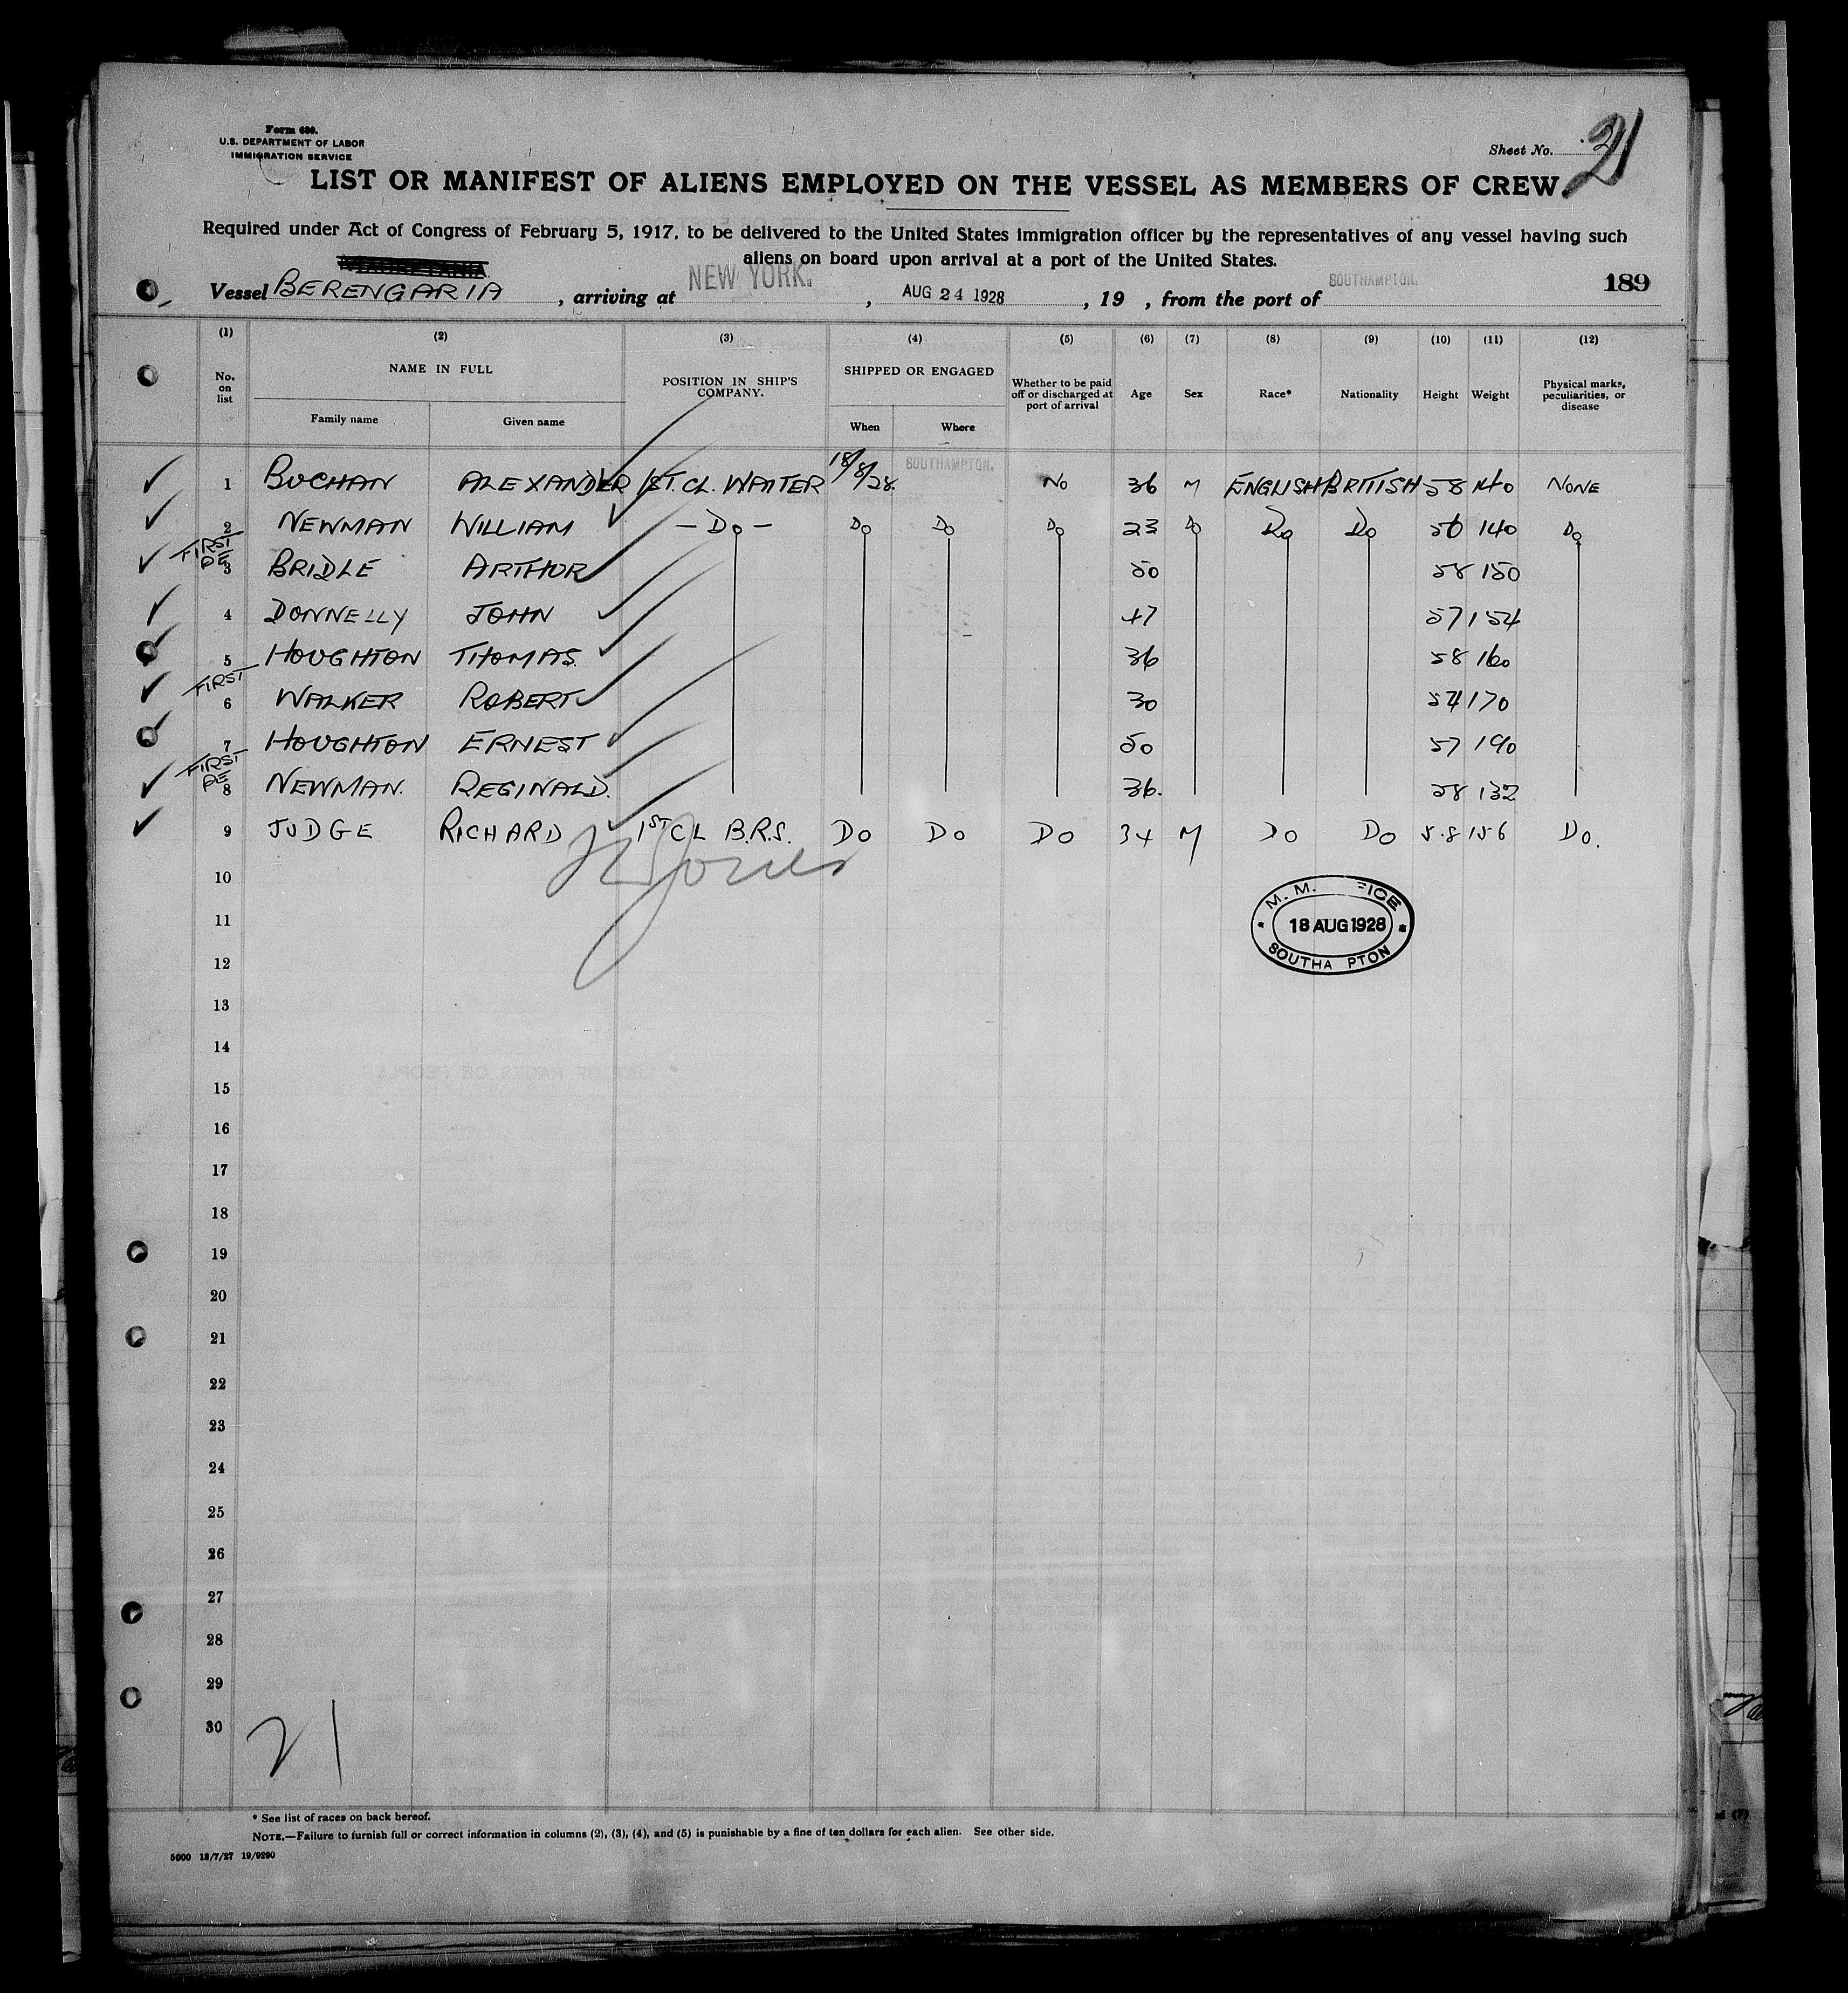 Form 680.
U.S. DEPARTMENT OF LABOR
IMMIGRATION SERVICE
Sheet No. 21
LIST OR MANIFEST OF ALIENS EMPLOYED ON THE VESSEL AS MEMBERS OF CREW
Required under Act of Congress of February 5, 1917, to be delivered to the United States immigration officer by the representatives of any vessel having such
aliens on board upon arrival at a port of the United States.
MAURETANIA
Vessel BERENGARIA, arriving at NEW YORK., AUG 24 1928, 19 , from the port of SOUTHAMPTON. 189
(1) (2) (3) (4) (5) (6) (7) (8) (9) (10) (11) (12)
No. on list NAME IN FULL POSITION IN SHIP'S COMPANY. SHIPPED OR ENGAGED Whether to be paid off or discharged at port of arrival Age Sex Race* Nationality Height Weight Physical marks, peculiarities, or disease
Family name Given name When Where
1 BUCHAN ALEXANDER 1ST. CL. WAITER 18/8/28. SOUTHAMPTON. No 36 M ENGLISH BRITISH 58 140 NONE
2 NEWMAN WILLIAM – Do – Do Do Do 23 Do Do Do 56 140 Do
FIRST
DE
3 BRIDLE ARTHUR 50 58 150
4 DONNELLY JOHN 47 57 154
5 HOUGHTON THOMAS. 36 58 160
FIRST
6 WALKER ROBERT 30 54 170
7 HOUGHTON ERNEST 50 57 190
FIRST
DE
8 NEWMAN. REGINALD. 36. 58 132
9 JUDGE RICHARD 1ST CL B.R.S. Do Do Do 34 M Do Do 5.8 156 Do.
Jones
10
11
12
M. M. FICE
18 AUG 1928
SOUTHA PTON
13
14
15
16
17
18
19
20
21
22
23
24
25
26
27
28
29
30
21
* See list of races on back hereof.
NOTE.—Failure to furnish full or correct information in columns (2), (3), (4), and (5) is punishable by a fine of ten dollars for each alien. See other side.
5000 13/7/27 19/9290